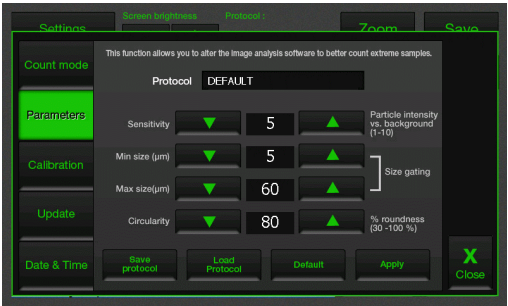 Screen brightness Protocol :
Settings Zoom Save
This function allows you to alter the image analysis software to better count extreme samples.
Count mode
Protocol DEFAULT
Parameters
Sensitivity 5 Particle intensity
vs. background
(1-10)
Min size (µm) 5
Calibration
Size gating
Max size(µm) 60
Update
Circularity 80 % roundness
(30 -100 %)
Date & Time
Save
protocol
Load
Protocol
Default
Apply
X
Close